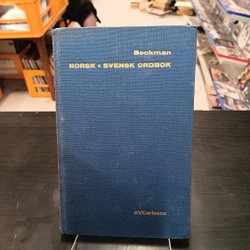 Beckman
NORSK • SVENSK ORDBOK
AVCarlsons